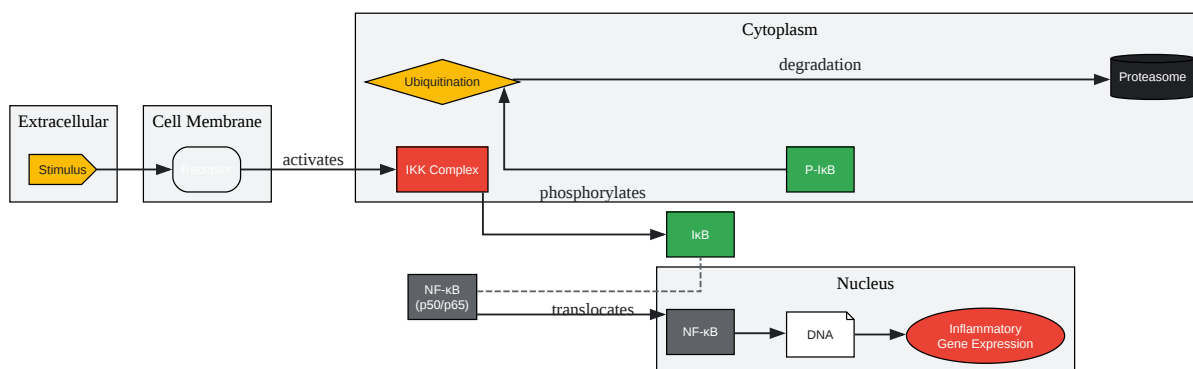 Cytoplasm
degradation
Ubiquitination
Proteasome
Extracellular
Cell Membrane
Stimulus
Receptor
activates
IKK Complex
P-IκB
phosphorylates
IκB
NF-κB
(p50/p65)
translocates
Nucleus
NF-κB
DNA
Inflammatory
Gene Expression